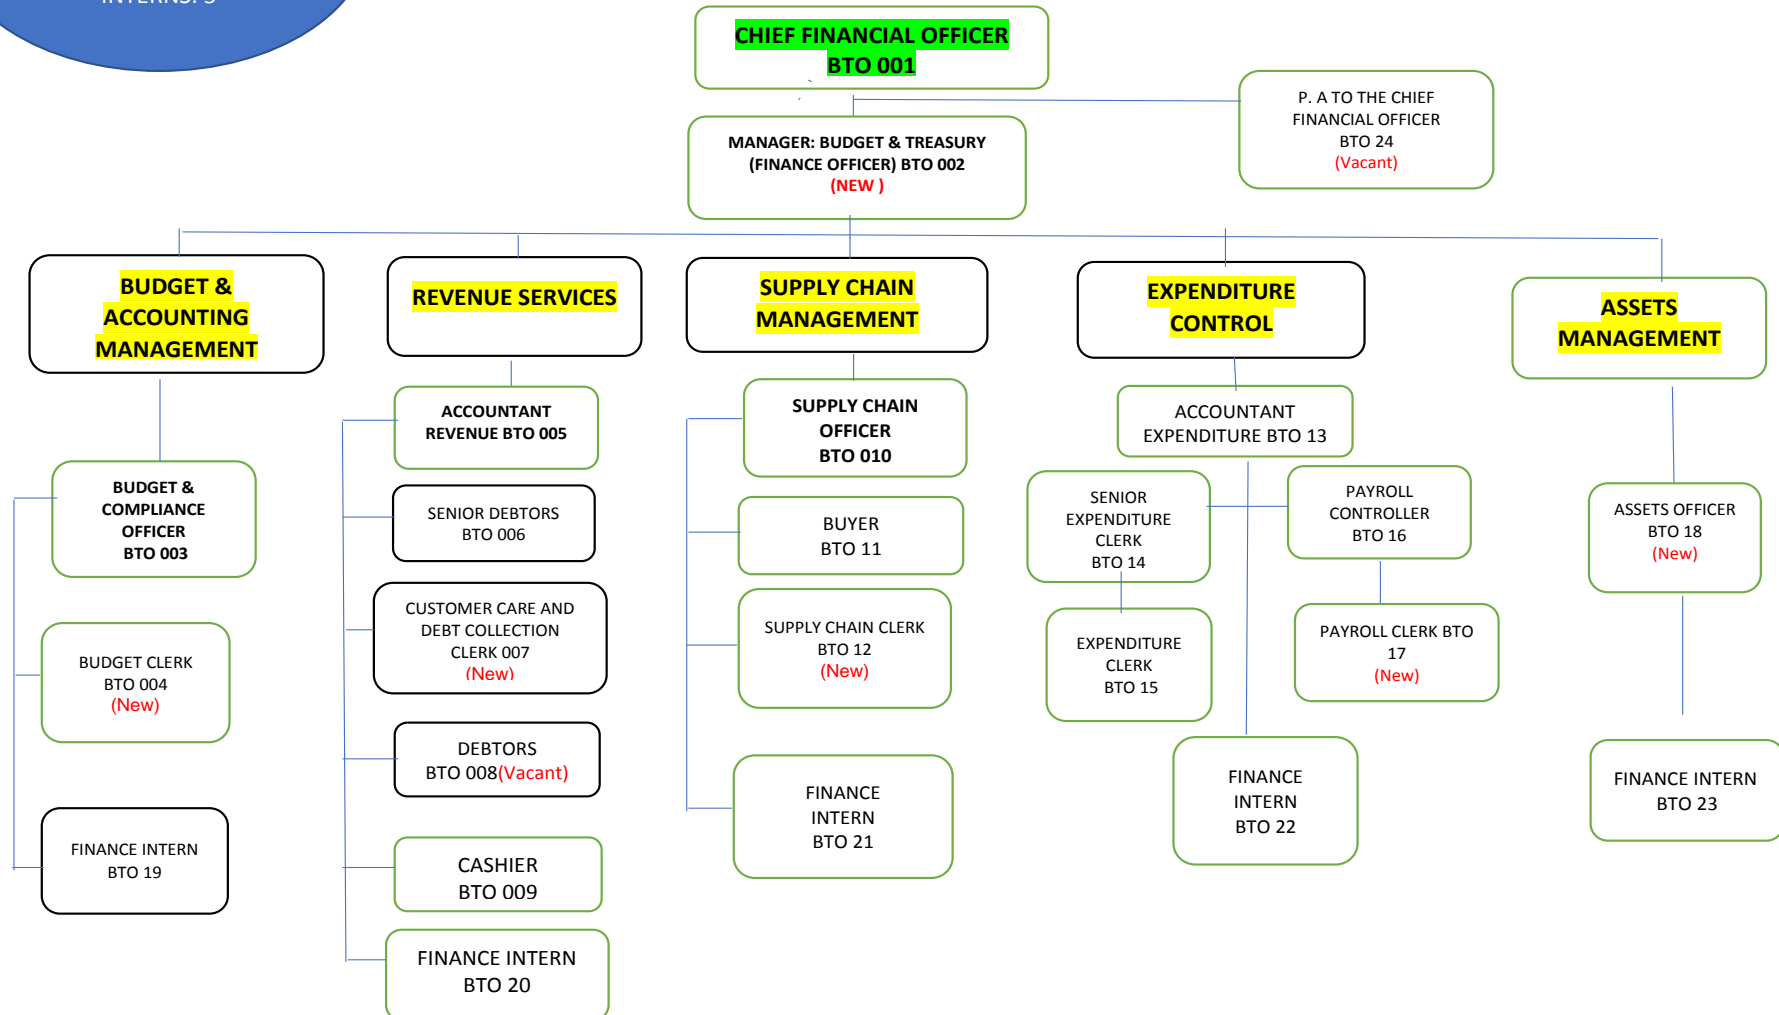 INTERNS: 5
CHIEF FINANCIAL OFFICER
BTO 001
P. A TO THE CHIEF
FINANCIAL OFFICER
BTO 24
(Vacant)
MANAGER: BUDGET & TREASURY
(FINANCE OFFICER) BTO 002
(NEW )
BUDGET &
ACCOUNTING
MANAGEMENT
REVENUE SERVICES
SUPPLY CHAIN
MANAGEMENT
EXPENDITURE
CONTROL
ASSETS
MANAGEMENT
BUDGET &
COMPLIANCE
OFFICER
BTO 003
BUDGET CLERK
BTO 004
(New)
FINANCE INTERN
BTO 19
ACCOUNTANT
REVENUE BTO 005
SENIOR DEBTORS
BTO 006
CUSTOMER CARE AND
DEBT COLLECTION
CLERK 007
(New)
DEBTORS
BTO 008(Vacant)
CASHIER
BTO 009
FINANCE INTERN
BTO 20
SUPPLY CHAIN
OFFICER
BTO 010
BUYER
BTO 11
SUPPLY CHAIN CLERK
BTO 12
(New)
FINANCE
INTERN
BTO 21
ACCOUNTANT
EXPENDITURE BTO 13
SENIOR
EXPENDITURE
CLERK
BTO 14
EXPENDITURE
CLERK
BTO 15
PAYROLL
CONTROLLER
BTO 16
PAYROLL CLERK BTO
17
(New)
FINANCE
INTERN
BTO 22
ASSETS OFFICER
BTO 18
(New)
FINANCE INTERN
BTO 23